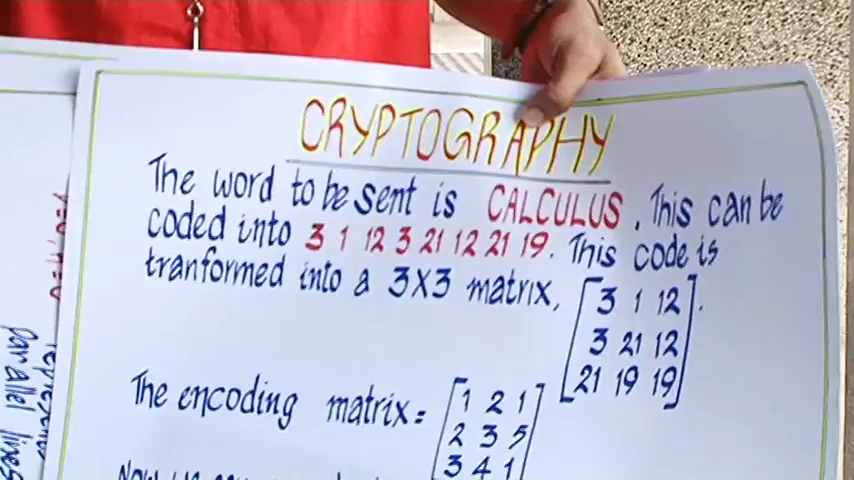 CRYPTOGRAPHY
The word to be sent is CALCULUS. This can be
coded into 3 1 12 3 21 12 21 19. This code is
tranformed into a 3X3 matrix, [3 1 12].
3 21 12
21 19 19
The encoding matrix = [1 2 1]
2 3 5
3 4 1
parallel lines